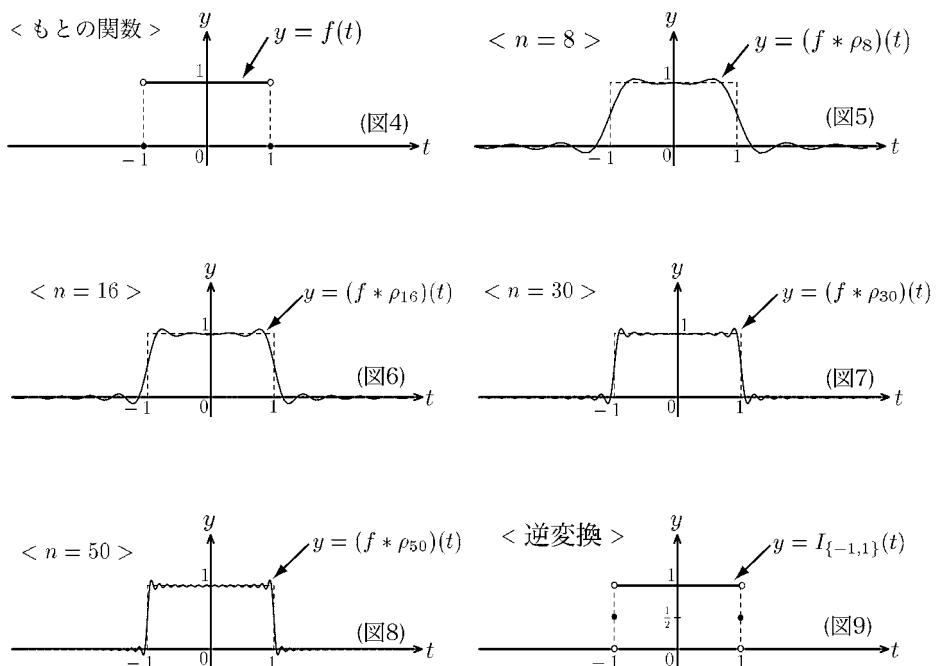 < もとの関数 >
y
y = f(t)
1
(図4)
−1
0
1
t
< n = 8 >
y
y = (f * ρ₈)(t)
1
(図5)
−1
0
1
t
< n = 16 >
y
y = (f * ρ₁₆)(t)
1
(図6)
−1
0
1
t
< n = 30 >
y
y = (f * ρ₃₀)(t)
1
(図7)
−1
0
1
t
< n = 50 >
y
y = (f * ρ₅₀)(t)
1
(図8)
−1
0
1
t
< 逆変換 >
y
y = I_{{−1,1}}(t)
1
1/2
(図9)
−1
0
1
t